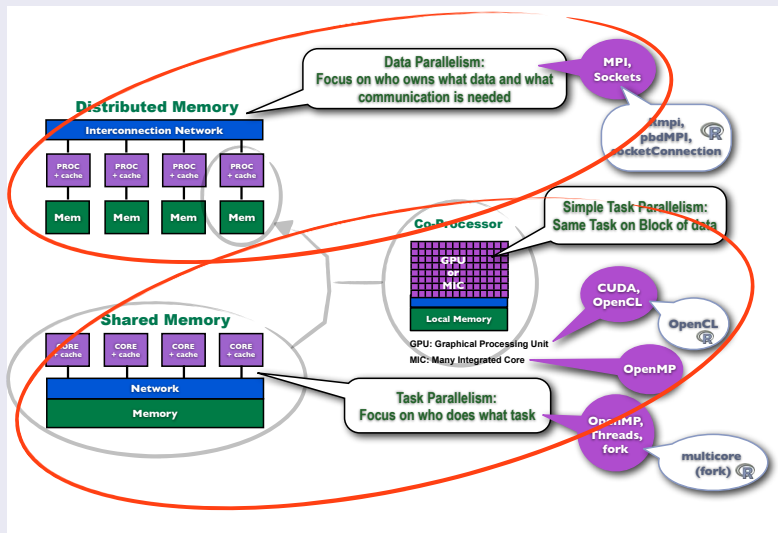 Data Parallelism:
Focus on who owns what data and what
communication is needed
MPI,
Sockets
Distributed Memory
Interconnection Network
PROC
+ cache
PROC
+ cache
PROC
+ cache
PROC
+ cache
Mem
Mem
Mem
Mem
Rmpi,
pbdMPI,
socketConnection
R
Simple Task Parallelism:
Same Task on Block of data
Co-Processor
GPU
or
MIC
Local Memory
GPU: Graphical Processing Unit
MIC: Many Integrated Core
CUDA,
OpenCL
OpenCL
R
OpenMP
Shared Memory
CORE
+ cache
CORE
+ cache
CORE
+ cache
CORE
+ cache
Network
Memory
Task Parallelism:
Focus on who does what task
OpenMP,
Threads,
fork
multicore
(fork)
R